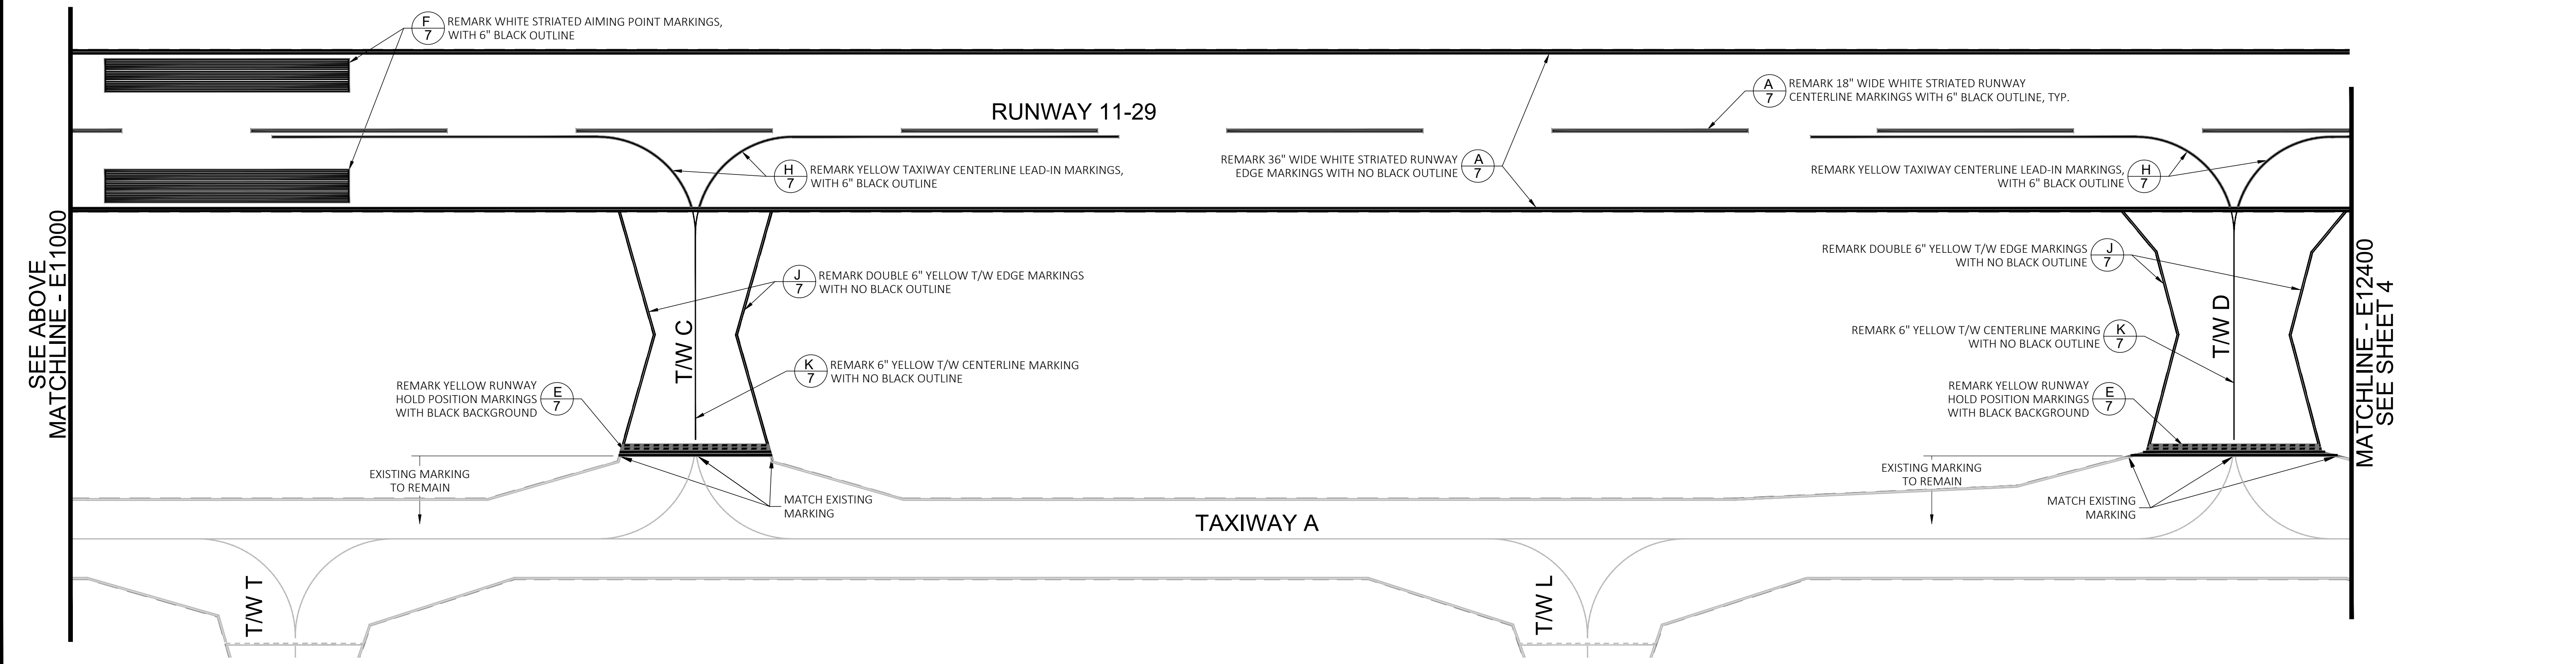 F
7
REMARK WHITE STRIATED AIMING POINT MARKINGS,
WITH 6" BLACK OUTLINE
A
7
REMARK 18" WIDE WHITE STRIATED RUNWAY
CENTERLINE MARKINGS WITH 6" BLACK OUTLINE, TYP.
RUNWAY 11-29
H
7
REMARK YELLOW TAXIWAY CENTERLINE LEAD-IN MARKINGS,
WITH 6" BLACK OUTLINE
REMARK 36" WIDE WHITE STRIATED RUNWAY
EDGE MARKINGS WITH NO BLACK OUTLINE
A
7
REMARK YELLOW TAXIWAY CENTERLINE LEAD-IN MARKINGS,
WITH 6" BLACK OUTLINE
H
7
SEE ABOVE
MATCHLINE - E11000
J
7
REMARK DOUBLE 6" YELLOW T/W EDGE MARKINGS
WITH NO BLACK OUTLINE
REMARK DOUBLE 6" YELLOW T/W EDGE MARKINGS
WITH NO BLACK OUTLINE
J
7
T/W C
T/W D
MATCHLINE - E12400
SEE SHEET 4
K
7
REMARK 6" YELLOW T/W CENTERLINE MARKING
WITH NO BLACK OUTLINE
REMARK 6" YELLOW T/W CENTERLINE MARKING
WITH NO BLACK OUTLINE
K
7
REMARK YELLOW RUNWAY
HOLD POSITION MARKINGS
WITH BLACK BACKGROUND
E
7
REMARK YELLOW RUNWAY
HOLD POSITION MARKINGS
WITH BLACK BACKGROUND
E
7
EXISTING MARKING
TO REMAIN
MATCH EXISTING
MARKING
EXISTING MARKING
TO REMAIN
MATCH EXISTING
MARKING
TAXIWAY A
T/W T
T/W L